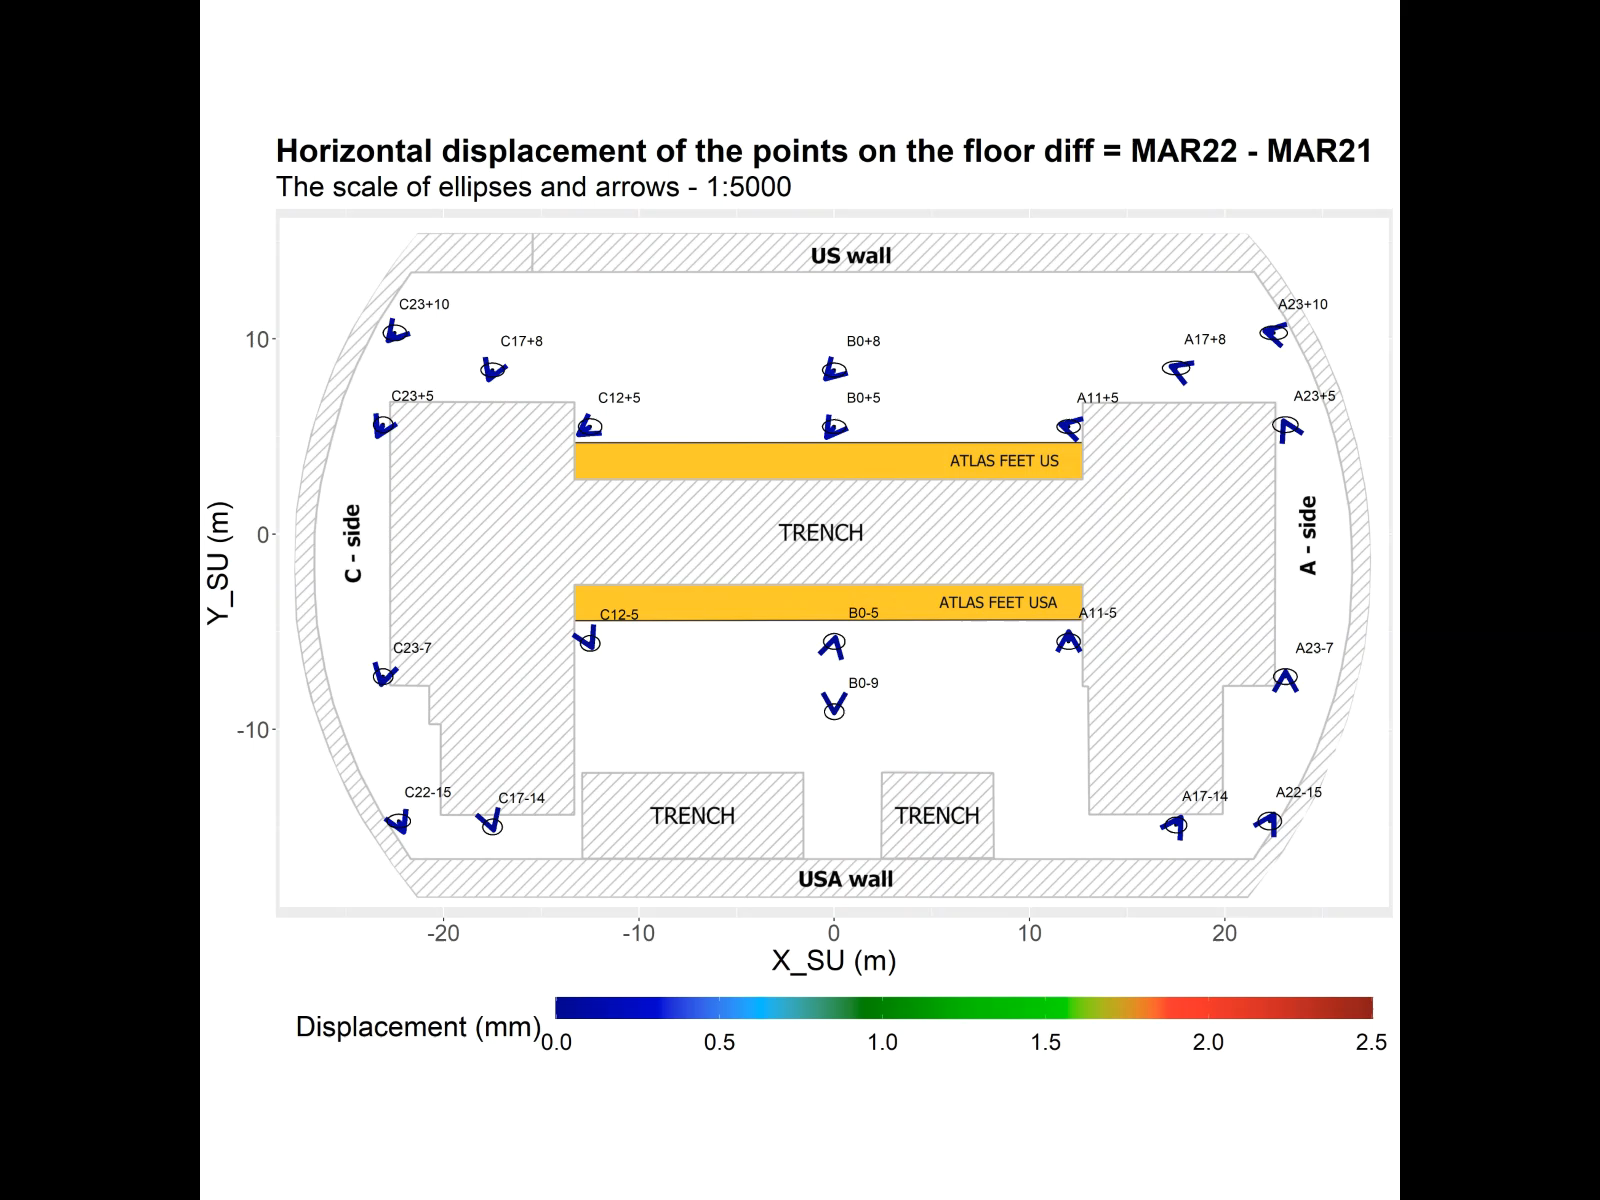 Horizontal displacement of the points on the floor diff = MAR22 - MAR21
The scale of ellipses and arrows - 1:5000
US wall
C23+10
A23+10
C17+8
B0+8
A17+8
10
C23+5
C12+5
B0+5
A11+5
A23+5
ATLAS FEET US
C - side
TRENCH
A - side
0
Y_SU (m)
ATLAS FEET USA
C12-5
B0-5
A11-5
C23-7
A23-7
B0-9
-10
C22-15
C17-14
A17-14
A22-15
TRENCH
TRENCH
USA wall
-20 -10 0 10 20
X_SU (m)
Displacement (mm)
0.0 0.5 1.0 1.5 2.0 2.5